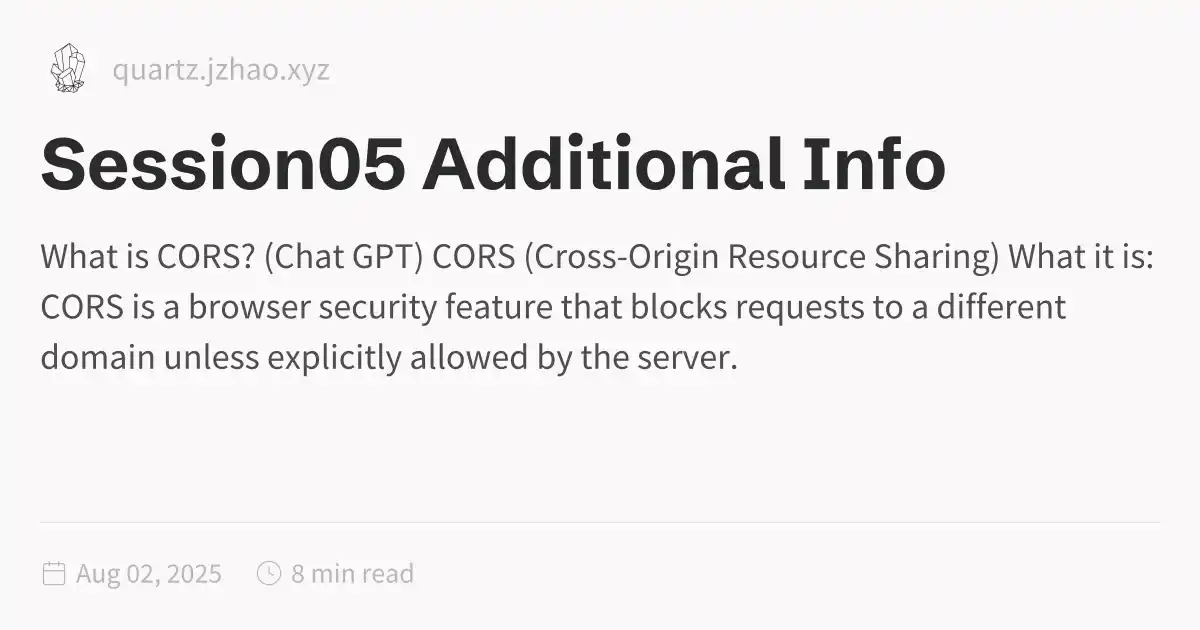 quartz.jzhao.xyz
Session05 Additional Info
What is CORS? (Chat GPT) CORS (Cross-Origin Resource Sharing) What it is:
CORS is a browser security feature that blocks requests to a different
domain unless explicitly allowed by the server.
Aug 02, 2025 8 min read